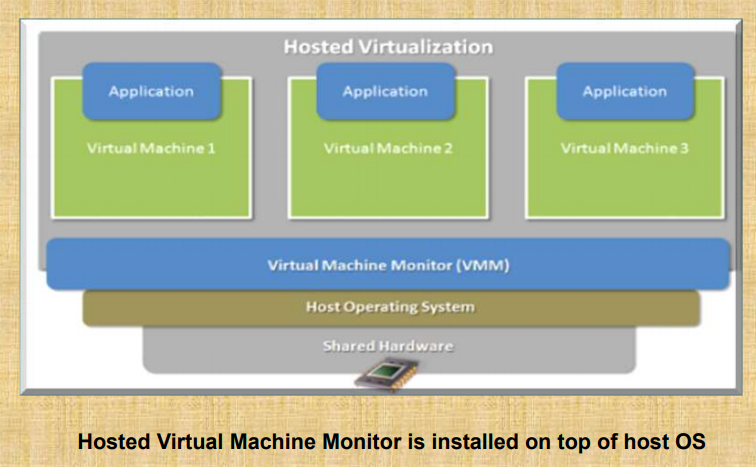 Hosted Virtualization
Application
Application
Application
Virtual Machine 1
Virtual Machine 2
Virtual Machine 3
Virtual Machine Monitor (VMM)
Host Operating System
Shared Hardware
Hosted Virtual Machine Monitor is installed on top of host OS